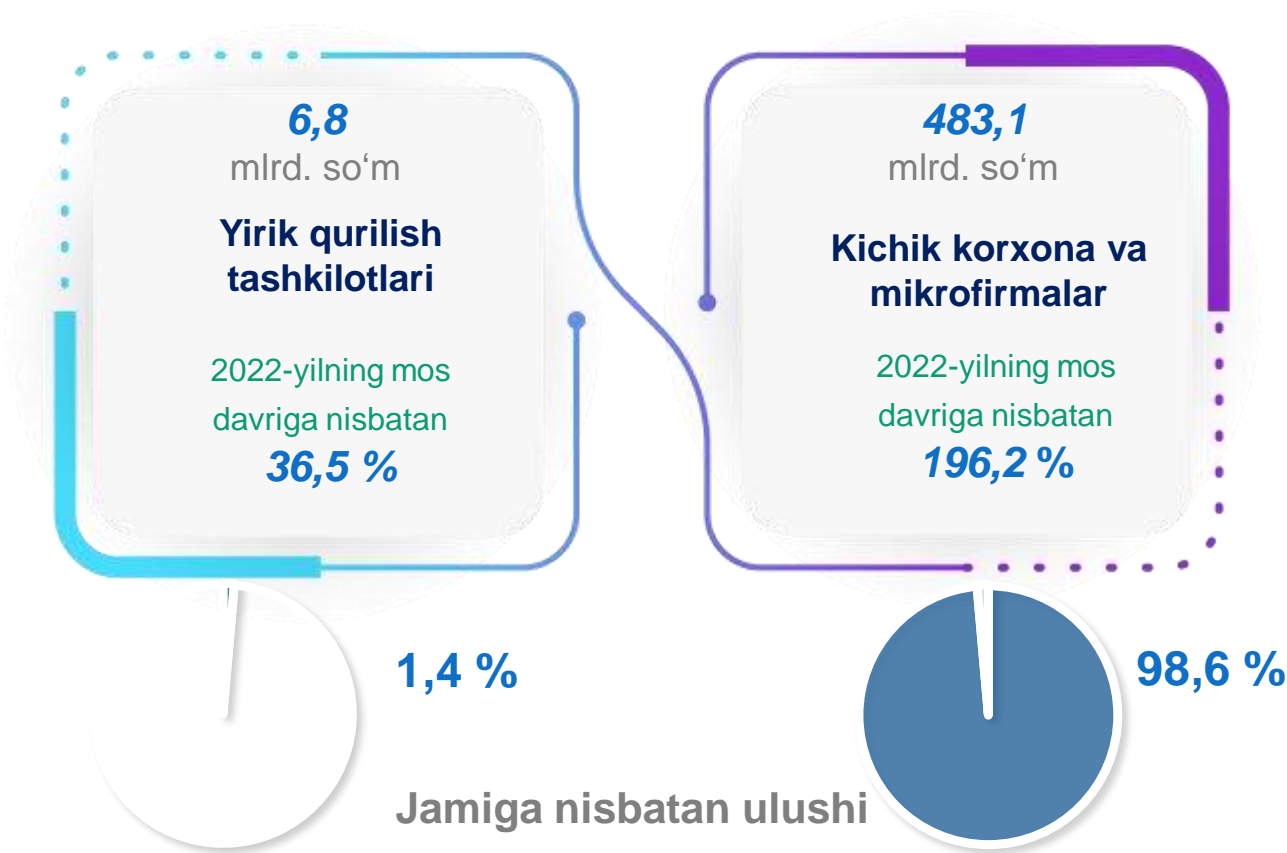 6,8
mlrd. so‘m
Yirik qurilish
tashkilotlari
2022-yilning mos
davriga nisbatan
36,5 %
483,1
mlrd. so‘m
Kichik korxona va
mikrofirmalar
2022-yilning mos
davriga nisbatan
196,2 %
1,4 %
98,6 %
Jamiga nisbatan ulushi